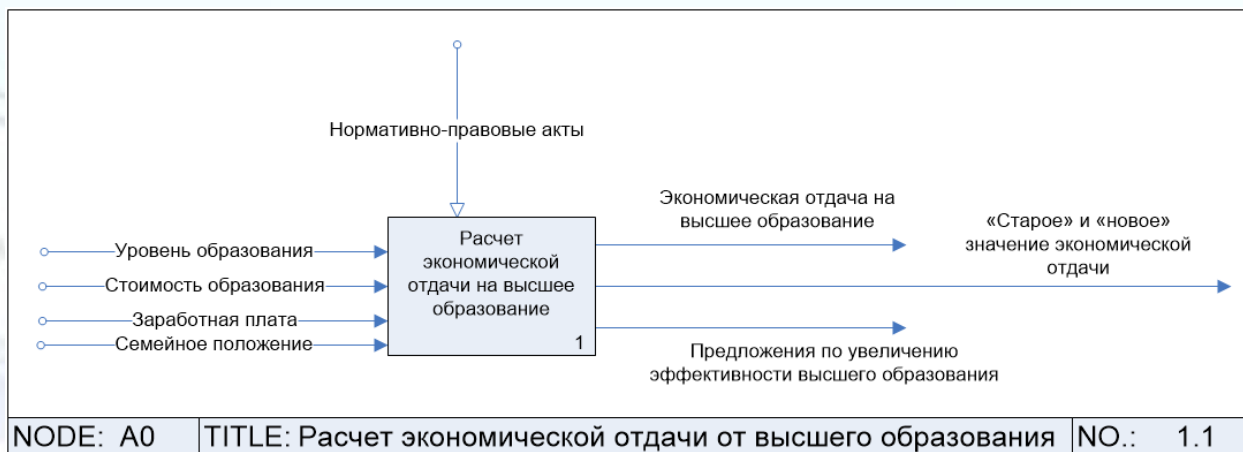 Нормативно-правовые акты
Экономическая отдача на
высшее образование
«Старое» и «новое»
значение экономической
отдачи
Уровень образования
Стоимость образования
Заработная плата
Семейное положение
Расчет
экономической
отдачи на высшее
образование
1
Предложения по увеличению
эффективности высшего образования
NODE: A0 TITLE: Расчет экономической отдачи от высшего образования NO.: 1.1